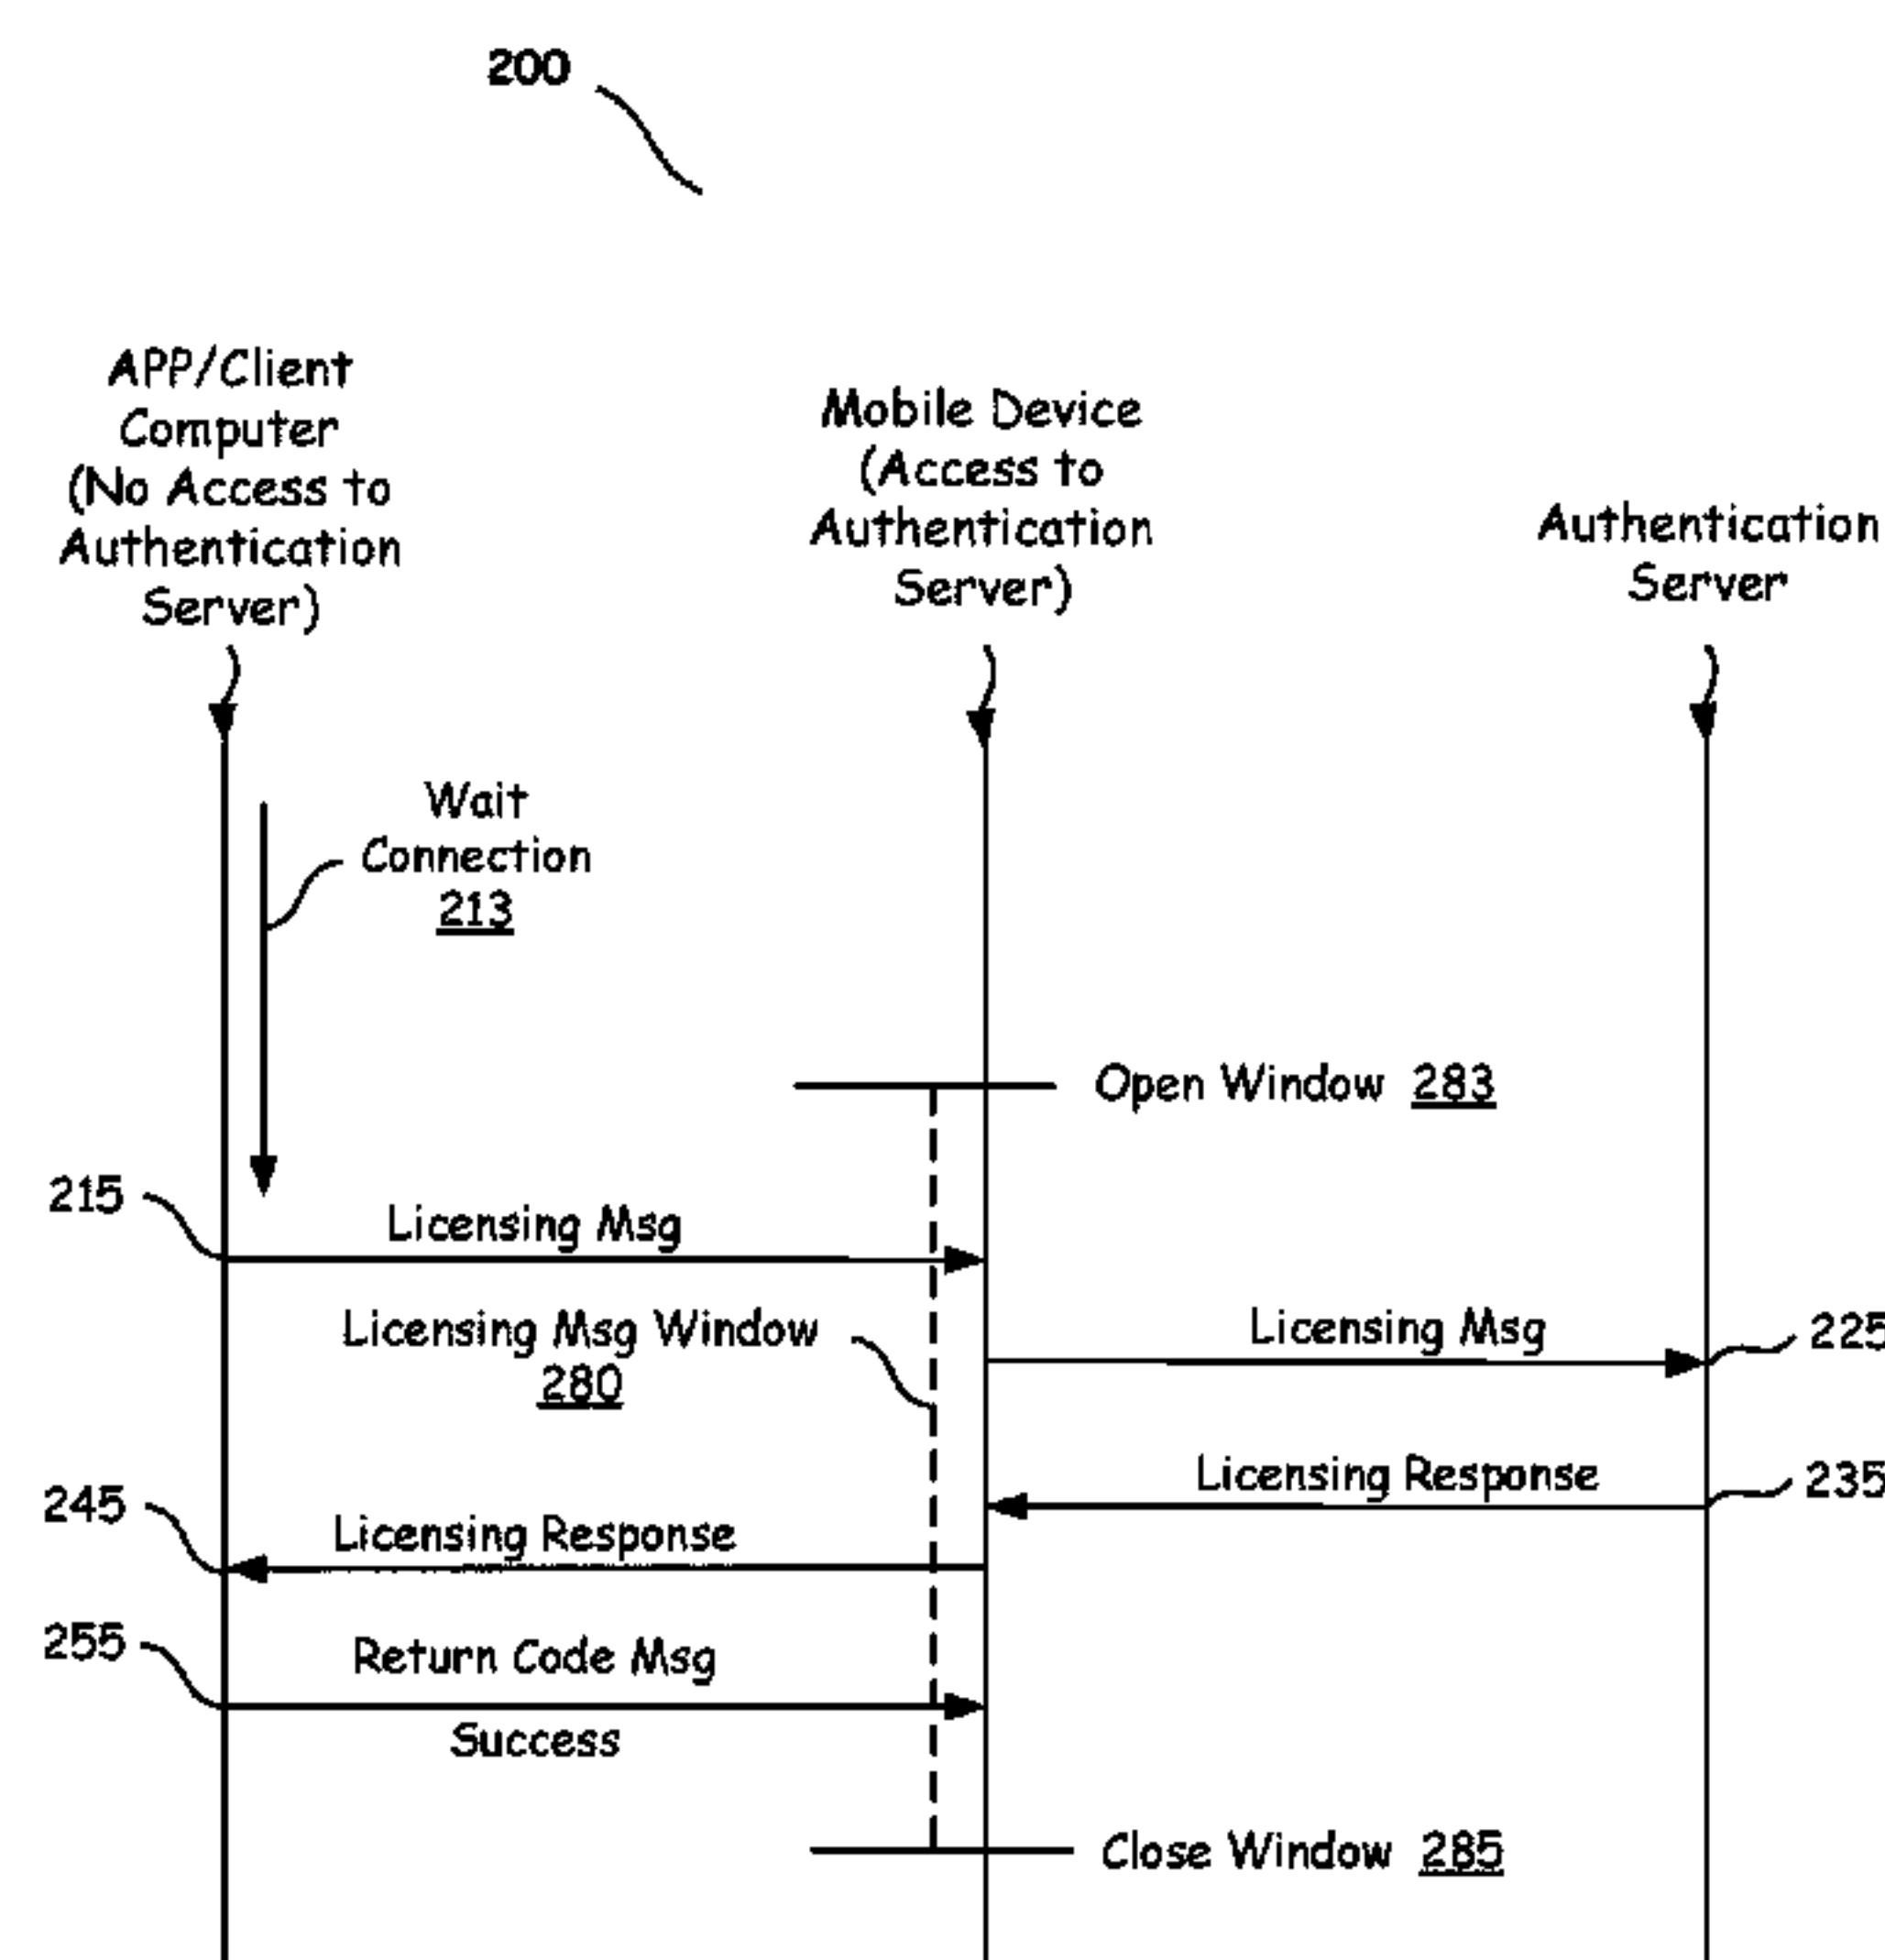 200
APP/Client
Computer
(No Access to
Authentication
Server)
Mobile Device
(Access to
Authentication
Server)
Authentication
Server
Wait
Connection
213
Open Window 283
215
Licensing Msg
Licensing Msg Window
280
Licensing Msg
225
Licensing Response
235
245
Licensing Response
255
Return Code Msg
Success
Close Window 285